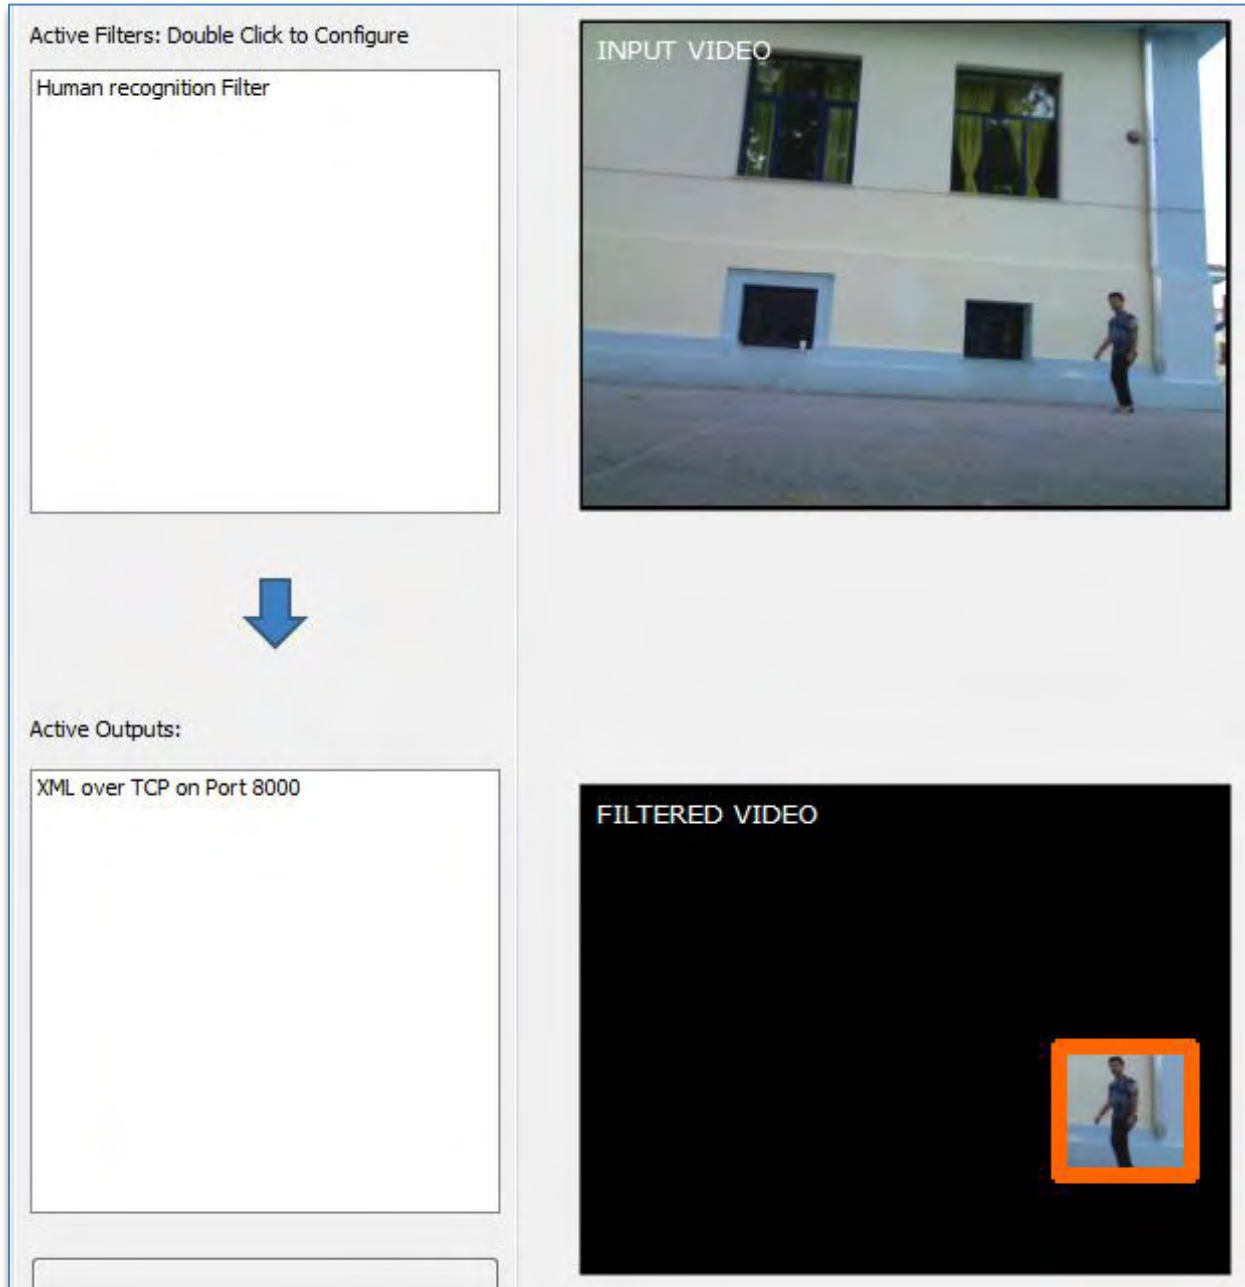 Active Filters: Double Click to Configure
Human recognition Filter
INPUT VIDEO
Active Outputs:
XML over TCP on Port 8000
FILTERED VIDEO